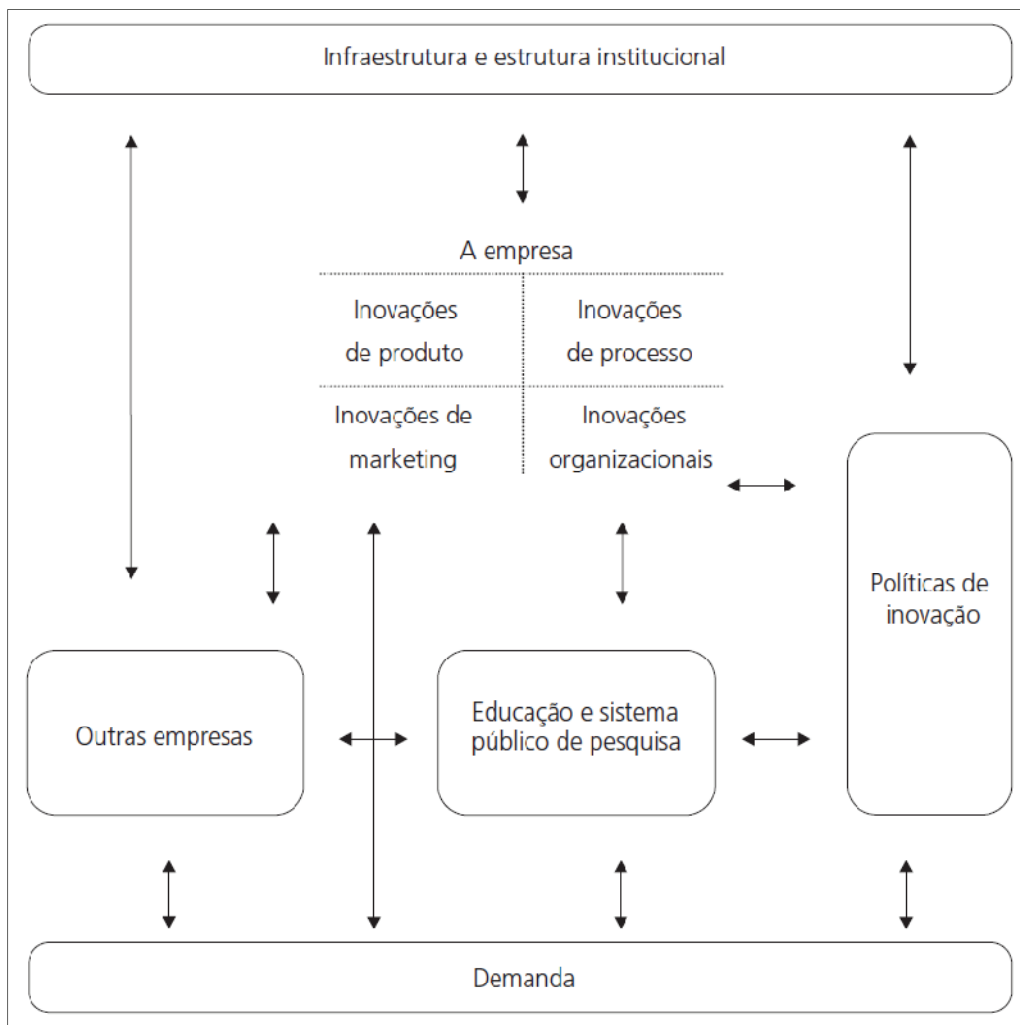 Infraestrutura e estrutura institucional
A empresa
Inovações
de produto
Inovações
de processo
Inovações de
marketing
Inovações
organizacionais
Políticas de
inovação
Outras empresas
Educação e sistema
público de pesquisa
Demanda